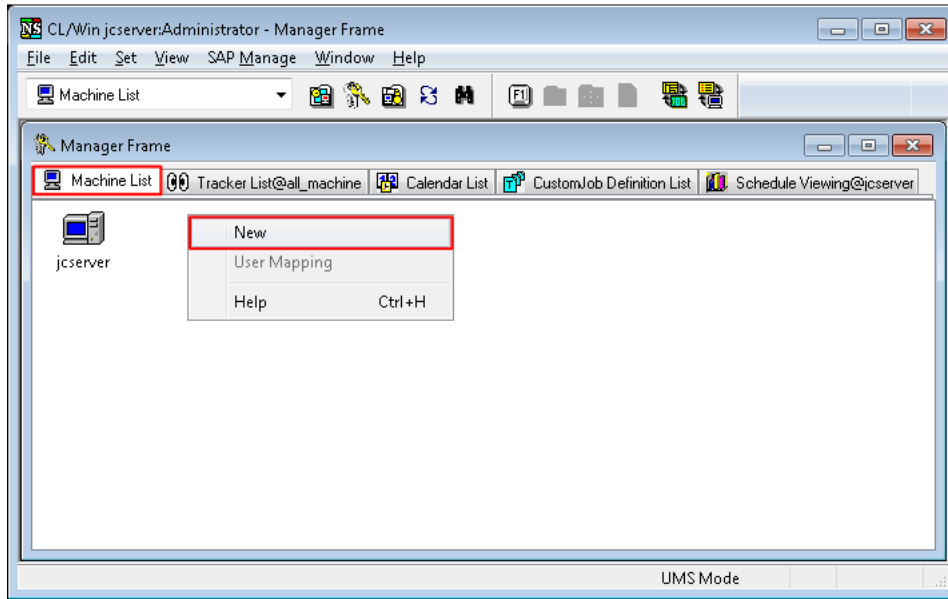 NS CL/Win jcserver:Administrator - Manager Frame
File Edit Set View SAP Manage Window Help
Machine List F1
Manager Frame
Machine List Tracker List@all_machine Calendar List CustomJob Definition List Schedule Viewing@jcserver
jcserver
New
User Mapping
Help Ctrl+H
UMS Mode